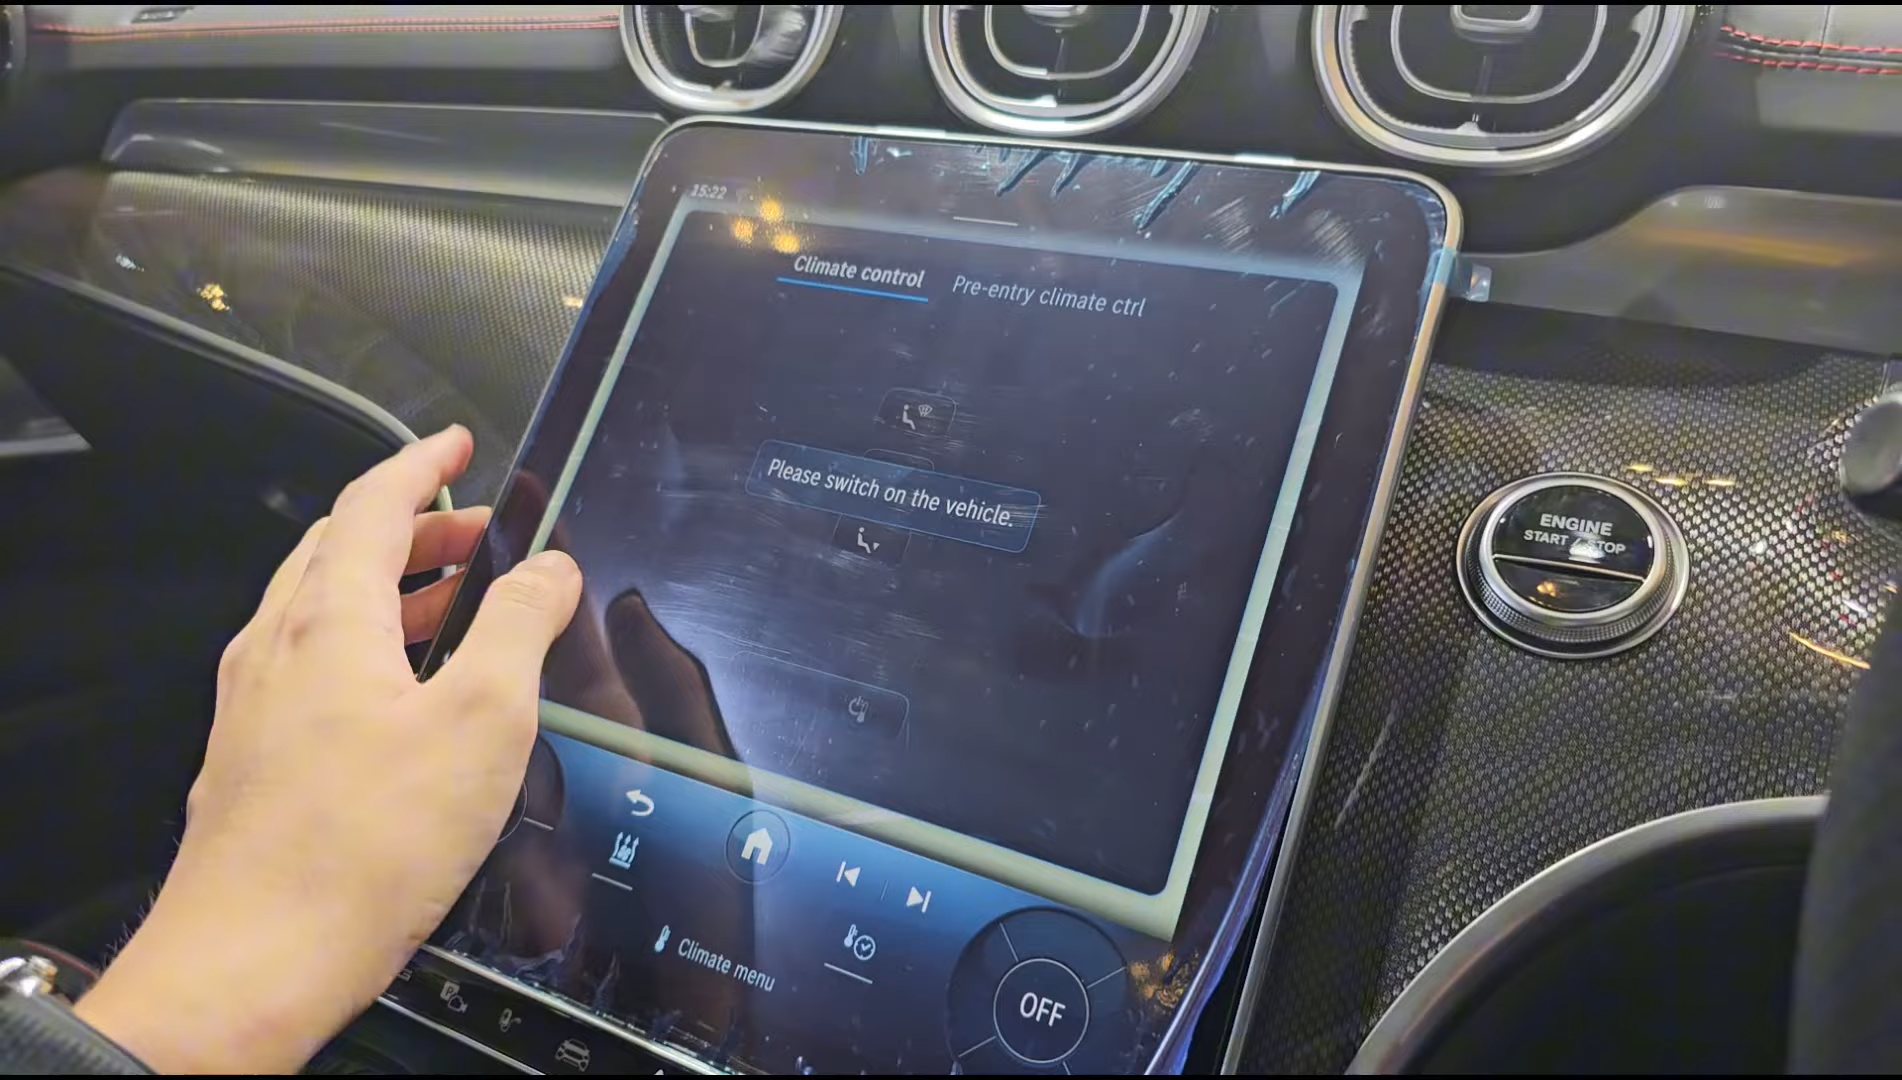 15:22
Climate control
Pre-entry climate ctrl
Please switch on the vehicle.
ENGINE
START / STOP
Climate menu
OFF